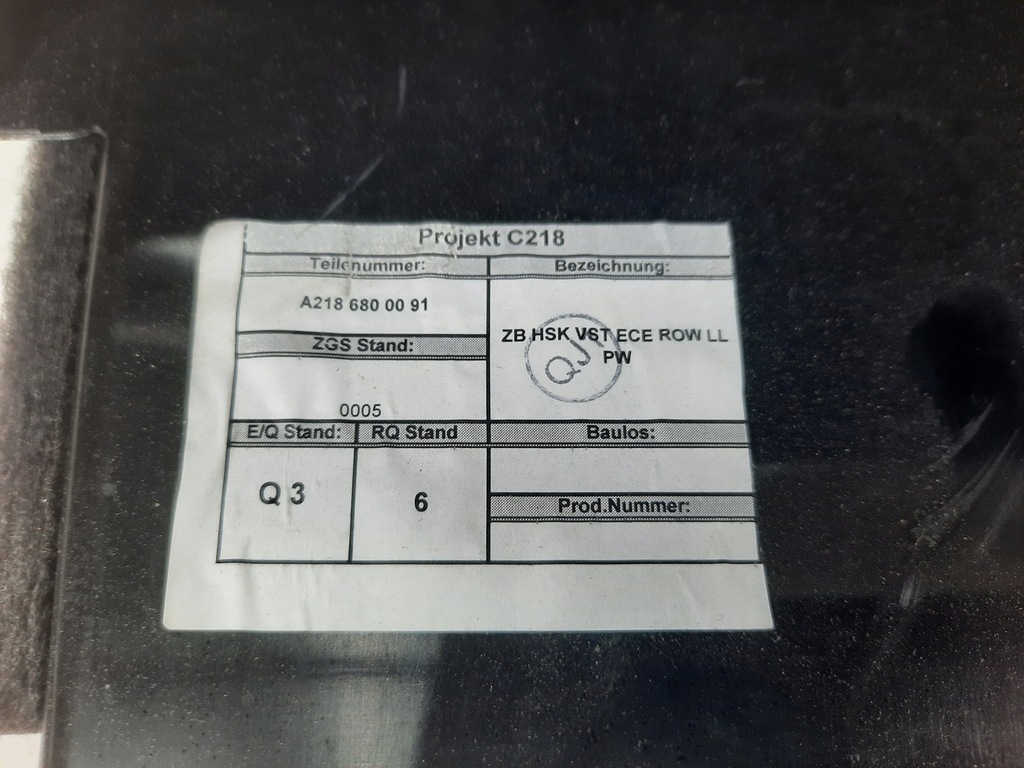 Projekt C218
Teilenummer:
Bezeichnung:
A218 680 00 91
ZB HSK VST ECE ROW LL
PW
ZGS Stand:
0005
E/Q Stand:
RQ Stand
Baulos:
Q 3
6
Prod.Nummer: